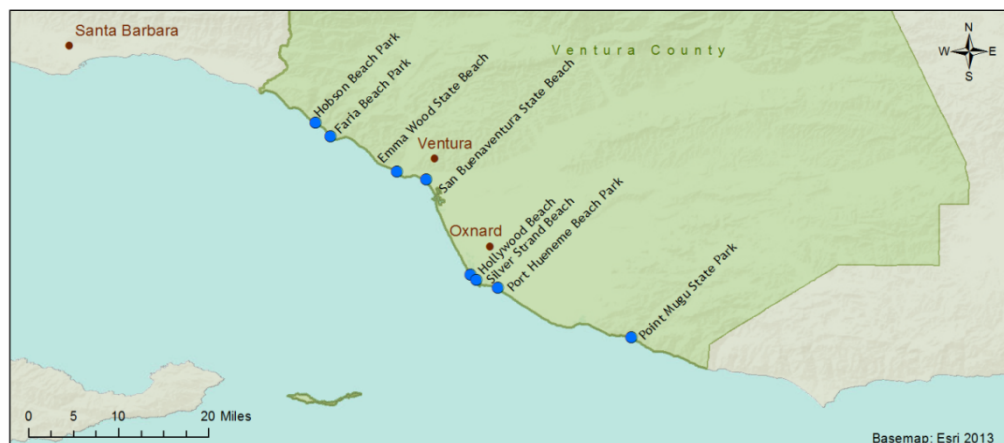 Santa Barbara
Ventura County
N
W E
S
Hobson Beach Park
Faria Beach Park
Emma Wood State Beach
San Buenaventura State Beach
Ventura
Oxnard
Hollywood Beach
Silver Strand Beach
Port Hueneme Beach Park
Point Mugu State Park
0 5 10 20 Miles
Basemap: Esri 2013